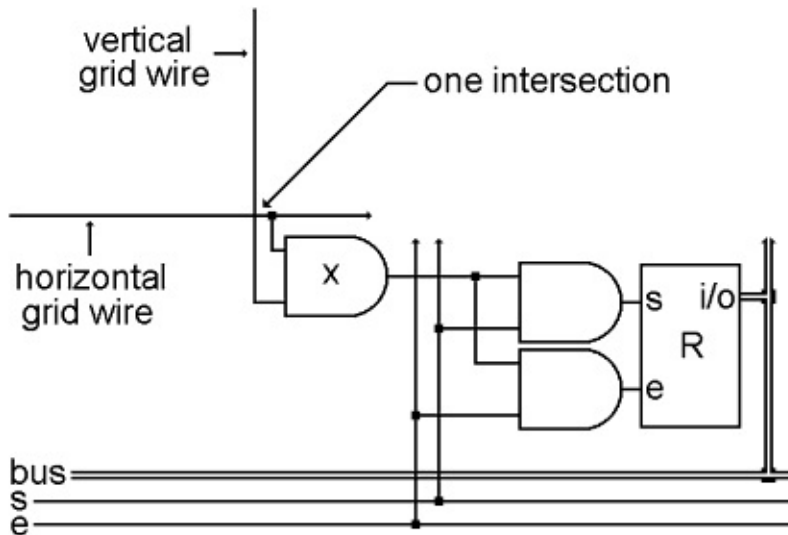 vertical
grid wire
one intersection
horizontal
grid wire
X
s
i/o
R
e
bus
s
e